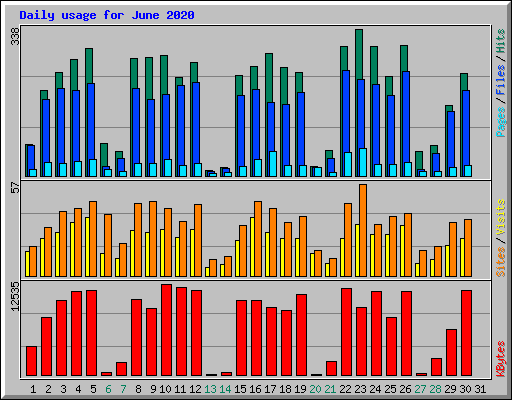 Daily usage for June 2020
338
Pages / Files / Hits
57
Sites / Visits
12535
KBytes
1 2 3 4 5 6 7 8 9 10 11 12 13 14 15 16 17 18 19 20 21 22 23 24 25 26 27 28 29 30 31